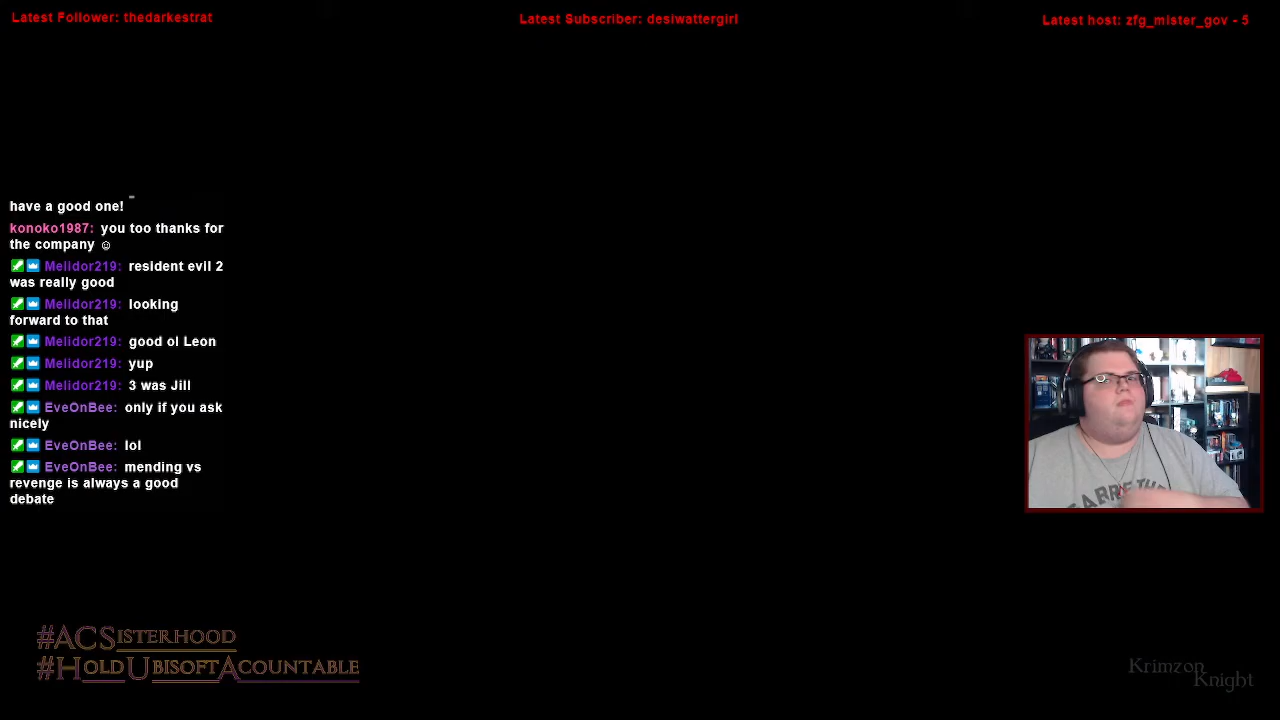 Latest Follower: thedarkestrat
Latest Subscriber: desiwattergirl
Latest host: zfg_mister_gov - 5
have a good one!
konoko1987: you too thanks for
the company ☺
Melidor219: resident evil 2
was really good
Melidor219: looking
forward to that
Melidor219: good ol Leon
Melidor219: yup
Melidor219: 3 was Jill
EveOnBee: only if you ask
nicely
EveOnBee: lol
EveOnBee: mending vs
revenge is always a good
debate
#ACSisterhood
#HoldUbisoftAcountable
Krimzon
Knight